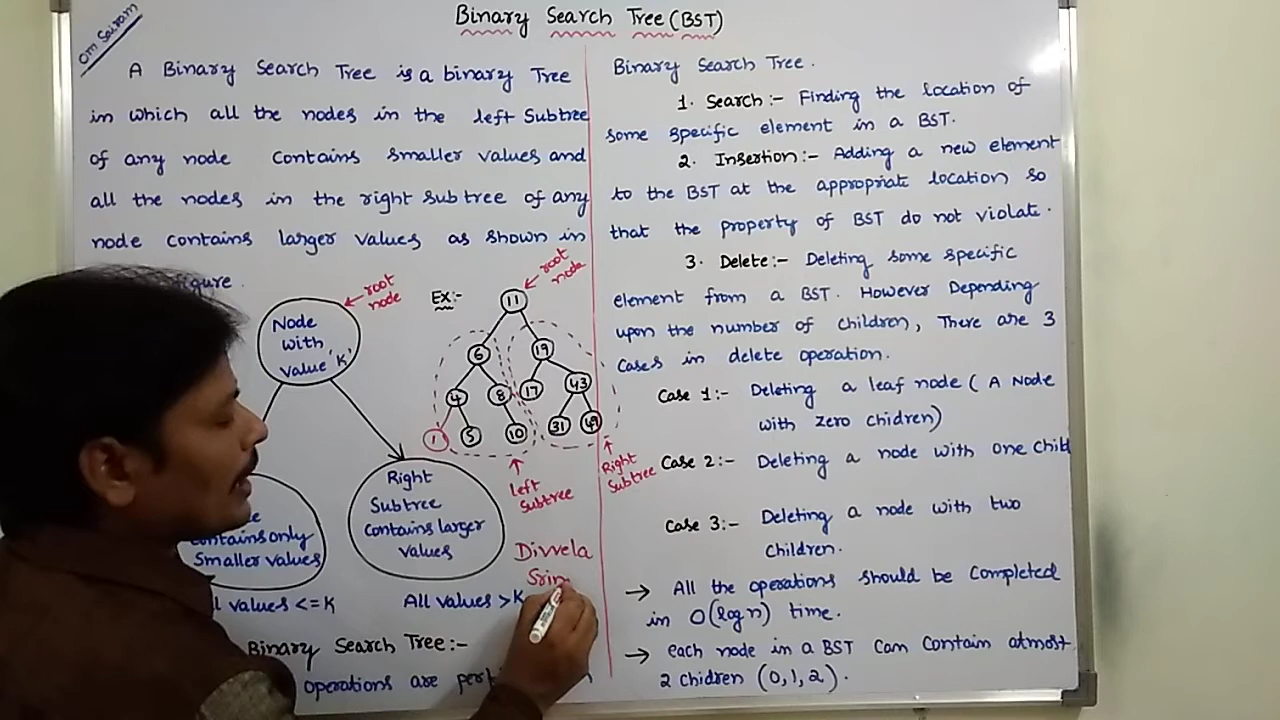 Om Sairam
Binary Search Tree (BST)
A Binary Search Tree is a binary Tree
in which all the nodes in the left Subtree
of any node Contains smaller values and
all the nodes in the right sub tree of any
node contains larger values as shown in
figure.
root
node
Node
with
value 'K'
Right
Subtree
Contains larger
values
Contains only
Smaller values
values <=K
All values >K
Ex:-
root
node
11
6
19
4
8
17
43
1
5
10
31
49
left
Subtree
Right
Subtree
Divvela
Srin
Binary Search Tree:-
operations are
Binary Search Tree.
1. Search :- Finding the location of
some specific element in a BST.
2. Insertion:- Adding a new element
to the BST at the appropriate location so
that the property of BST do not violate.
3. Delete:- Deleting some specific
element from a BST. However Depending
upon the number of children, There are 3
Cases in delete operation.
Case 1:- Deleting a leaf node ( A Node
with zero chidren)
Case 2:- Deleting a node with one child
Case 3:- Deleting a node with two
children.
→ All the operations should be Completed
in O(log n) time.
→ each node in a BST Can Contain atmost
2 chidren (0,1,2).